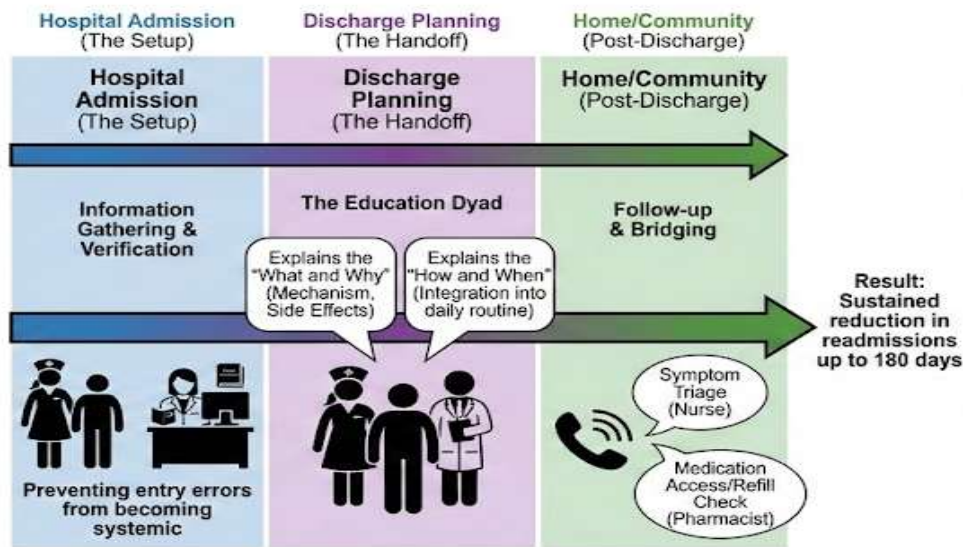 Hospital Admission
(The Setup)
Discharge Planning
(The Handoff)
Home/Community
(Post-Discharge)
Hospital
Admission
(The Setup)
Discharge
Planning
(The Handoff)
Home/Community
(Post-Discharge)
Information
Gathering &
Verification
The Education Dyad
Follow-up
& Bridging
Explains the
"What and Why"
(Mechanism,
Side Effects)
Explains the
"How and When"
(Integration into
daily routine)
Result:
Sustained
reduction in
readmissions
up to 180 days
Preventing entry errors
from becoming
systemic
Symptom
Triage
(Nurse)
Medication
Access/Refill
Check
(Pharmacist)